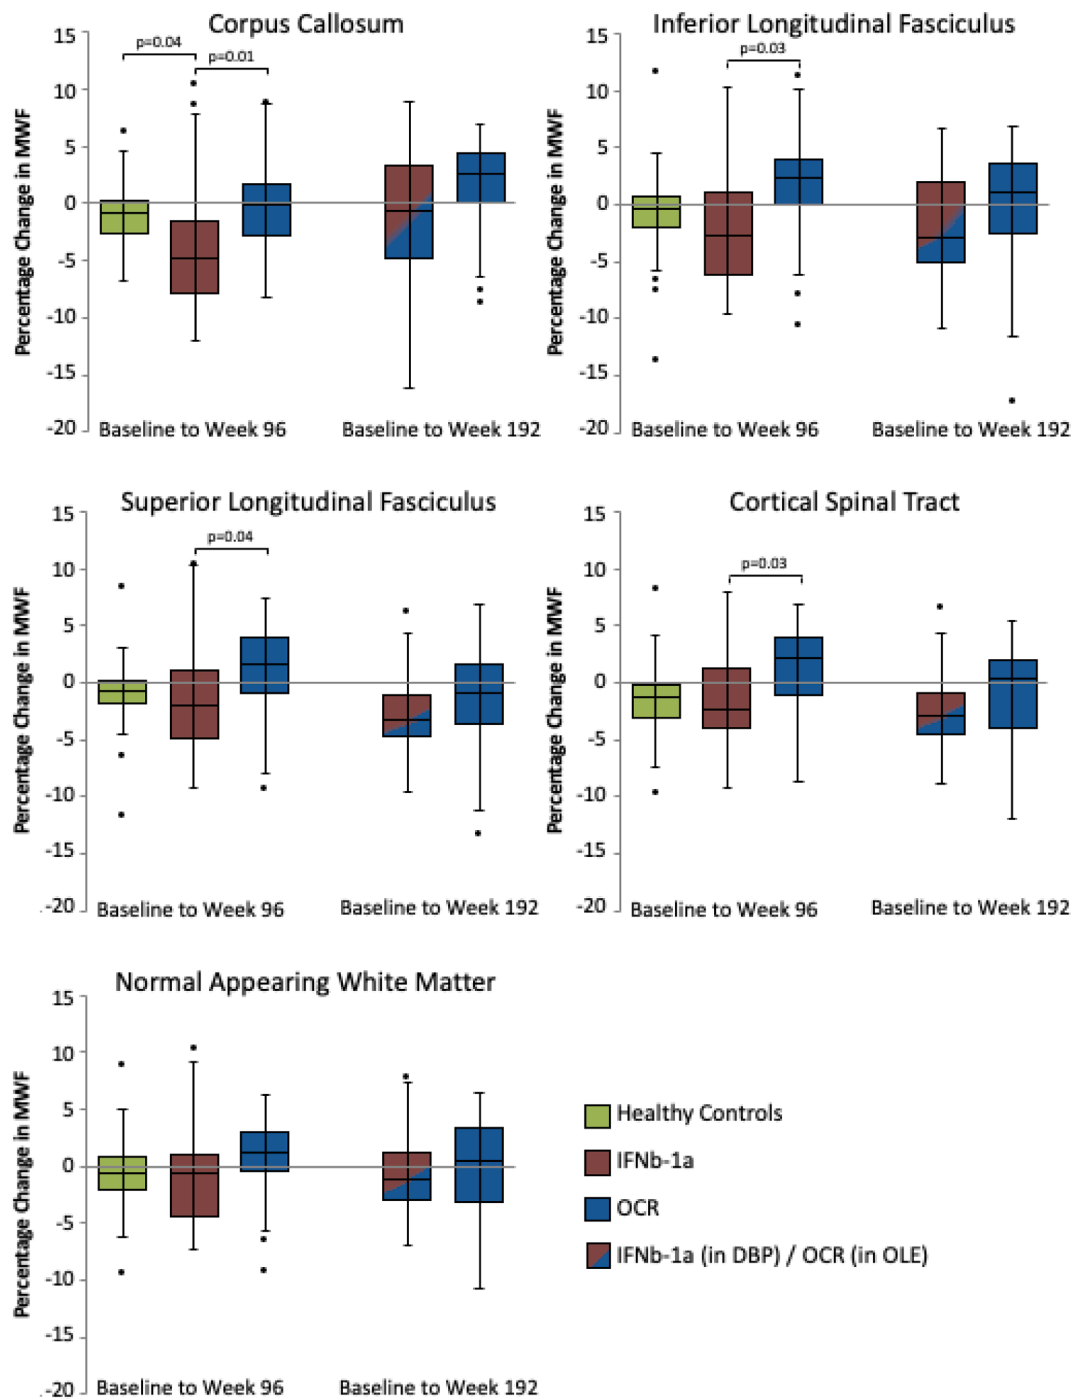 Corpus Callosum
Percentage Change in MWF
15
10
5
0
-5
-10
-15
-20
p=0.04
p=0.01
Baseline to Week 96
Baseline to Week 192
Inferior Longitudinal Fasciculus
Percentage Change in MWF
15
10
5
0
-5
-10
-15
-20
p=0.03
Baseline to Week 96
Baseline to Week 192
Superior Longitudinal Fasciculus
Percentage Change in MWF
15
10
5
0
-5
-10
-15
-20
p=0.04
Baseline to Week 96
Baseline to Week 192
Cortical Spinal Tract
Percentage Change in MWF
15
10
5
0
-5
-10
-15
-20
p=0.03
Baseline to Week 96
Baseline to Week 192
Normal Appearing White Matter
Percentage Change in MWF
15
10
5
0
-5
-10
-15
-20
Baseline to Week 96
Baseline to Week 192
Healthy Controls
IFNb-1a
OCR
IFNb-1a (in DBP) / OCR (in OLE)